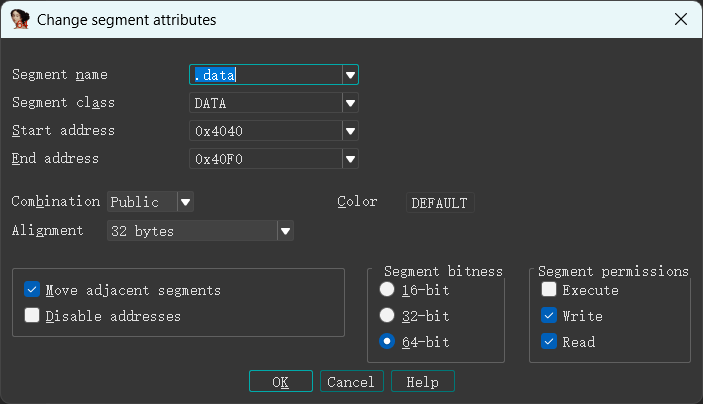 Change segment attributes
Segment name .data
Segment class DATA
Start address 0x4040
End address 0x40F0
Combination Public Color DEFAULT
Alignment 32 bytes
Segment bitness Segment permissions
Move adjacent segments 16-bit Execute
Disable addresses 32-bit Write
64-bit Read
OK Cancel Help